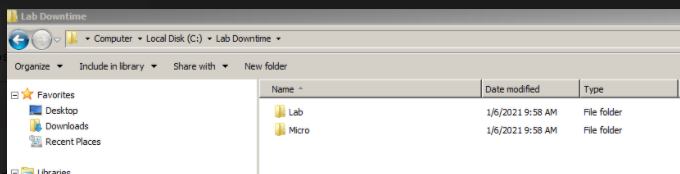 Lab Downtime
Computer Local Disk (C:) Lab Downtime
Organize Include in library Share with New folder
Favorites
Desktop
Downloads
Recent Places
Libraries
Name Date modified Type
Lab 1/6/2021 9:58 AM File folder
Micro 1/6/2021 9:58 AM File folder